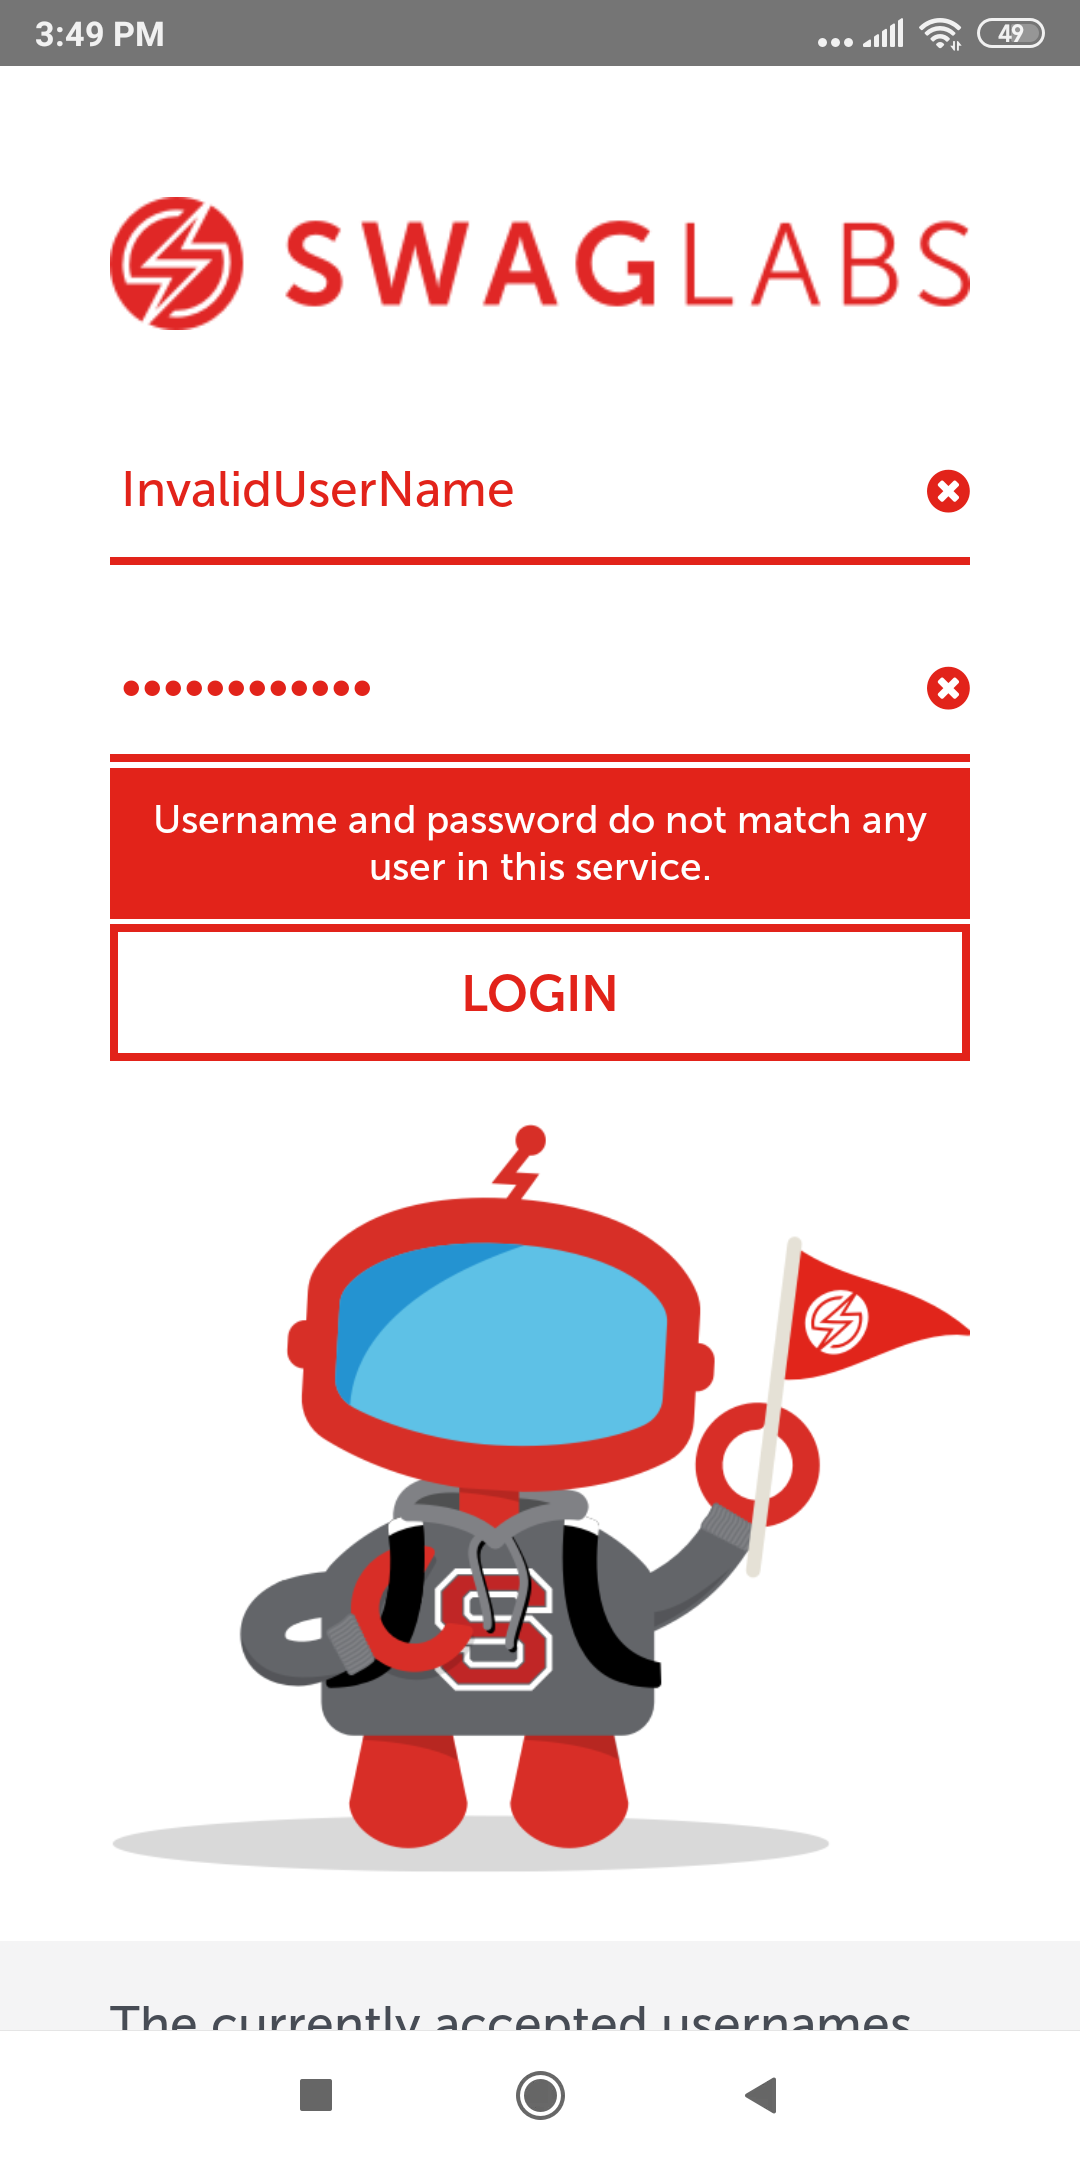 3:49 PM
49
SWAGLABS
InvalidUserName
••••••••••••
Username and password do not match any
user in this service.
LOGIN
S
The currently accepted usernames